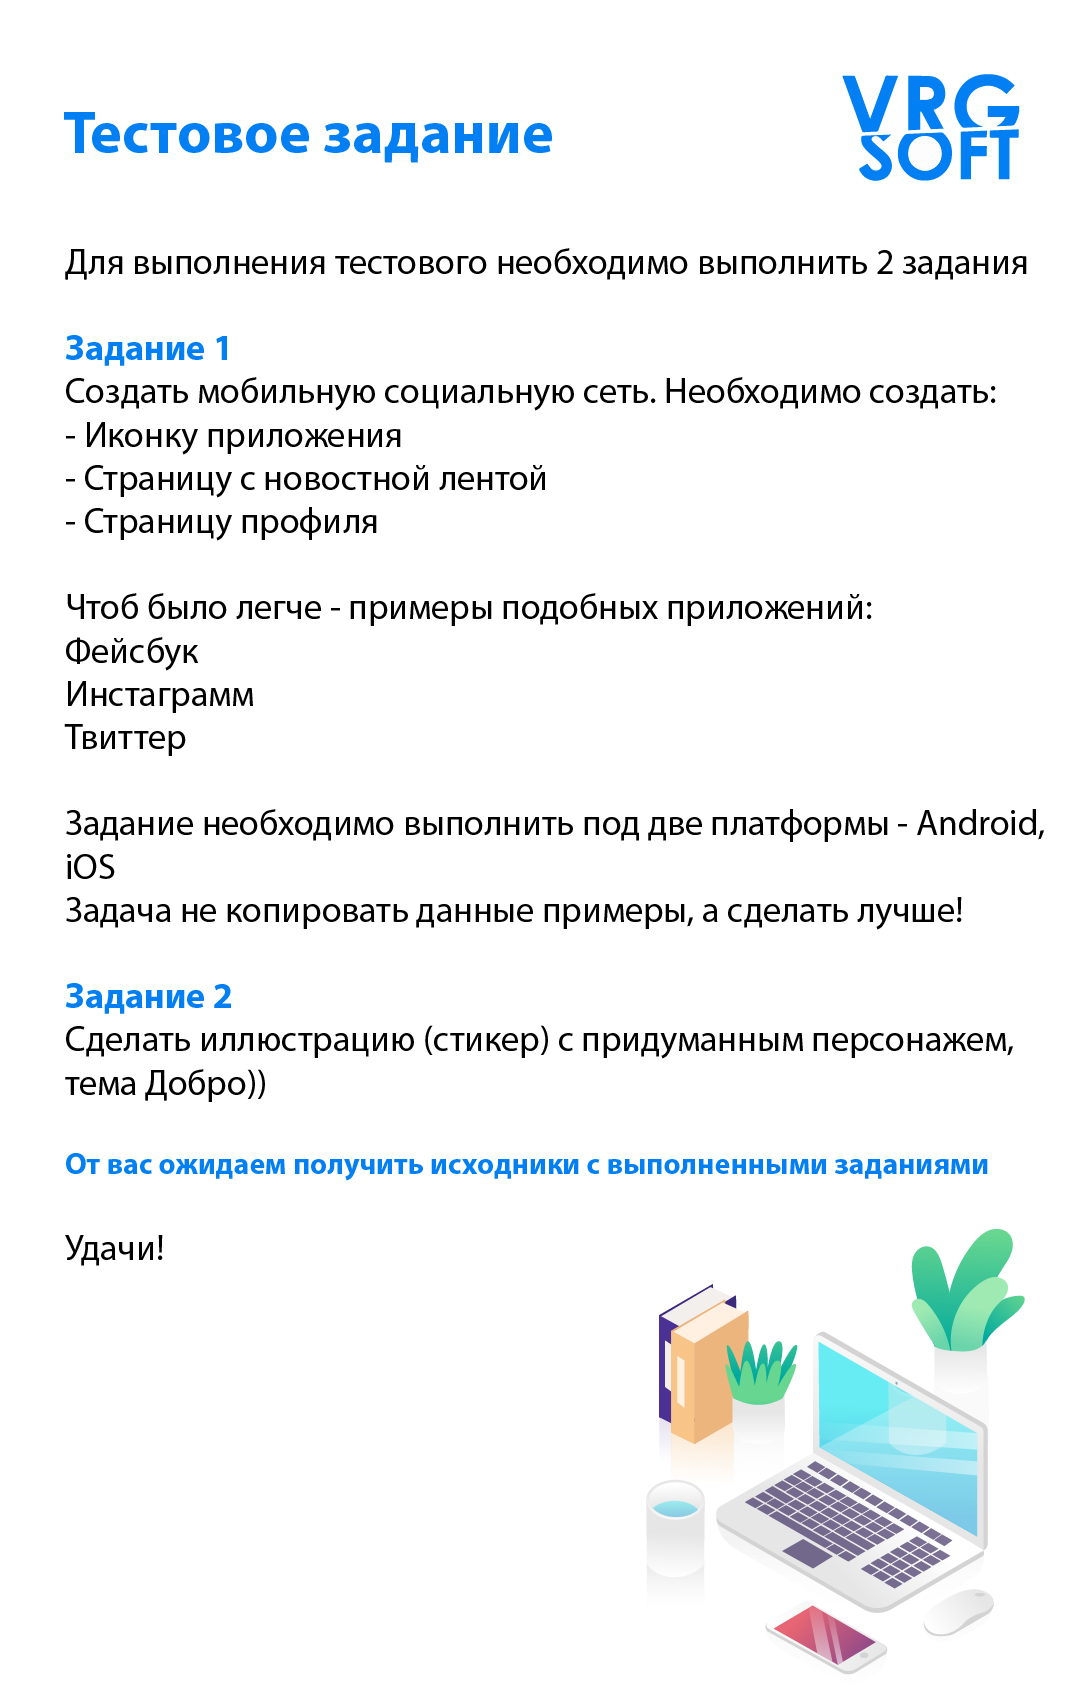 Тестовое задание
VRG
SOFT
Для выполнения тестового необходимо выполнить 2 задания
Задание 1
Создать мобильную социальную сеть. Необходимо создать:
- Иконку приложения
- Страницу с новостной лентой
- Страницу профиля
Чтоб было легче - примеры подобных приложений:
Фейсбук
Инстаграмм
Твиттер
Задание необходимо выполнить под две платформы - Android,
iOS
Задача не копировать данные примеры, а сделать лучше!
Задание 2
Сделать иллюстрацию (стикер) с придуманным персонажем,
тема Добро))
От вас ожидаем получить исходники с выполненными заданиями
Удачи!